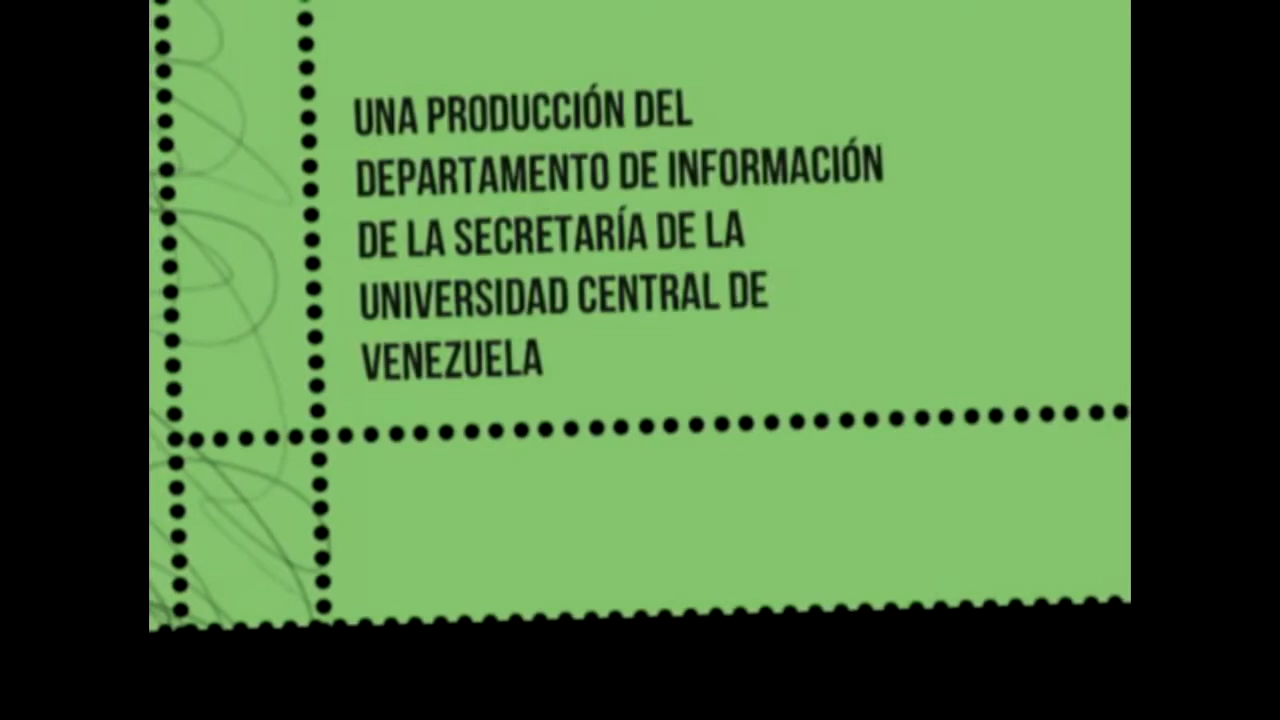 UNA PRODUCCIÓN DEL
DEPARTAMENTO DE INFORMACIÓN
DE LA SECRETARÍA DE LA
UNIVERSIDAD CENTRAL DE
VENEZUELA